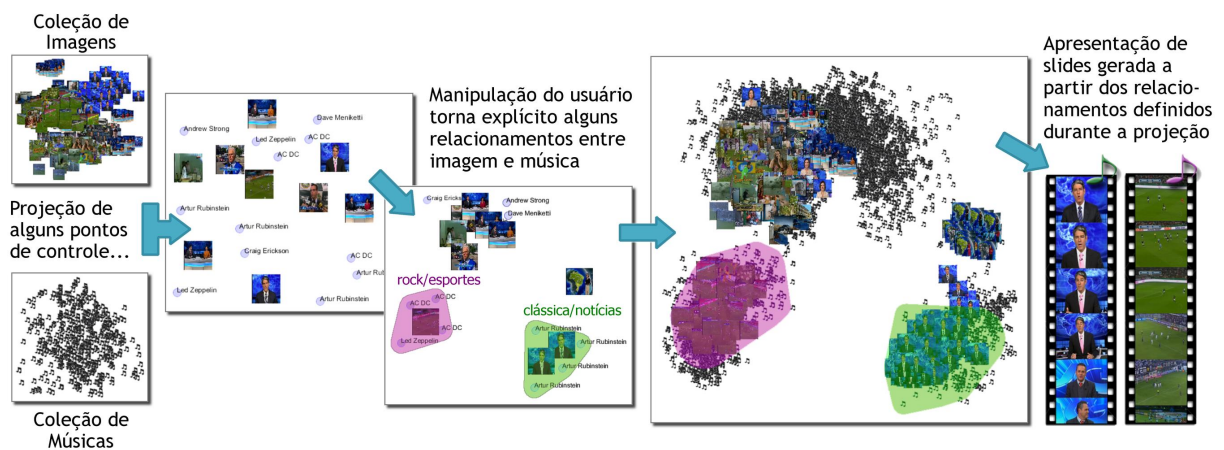 Coleção de
Imagens
Projeção de
alguns pontos
de controle...
Coleção de
Músicas
Andrew Strong
Dave Meniketti
Led Zeppelin
AC DC
AC DC
Artur Rubinstein
Artur Rubinstein
Craig Erickson
AC DC
Artur Rut
Led Zeppelin
Artur Rubinstein
Manipulação do usuário
torna explícito alguns
relacionamentos entre
imagem e música
Craig Ericks
Andrew Strong
Dave Meniketti
rock/esportes
AC DC
AC DC
AC DC
Led Zeppelin
clássica/notícias
Artur Rubinstein
Artur Rubinstein
Artur Rubinstein
Artur Rubinstein
Apresentação de
slides gerada a
partir dos relacio-
namentos definidos
durante a projeção